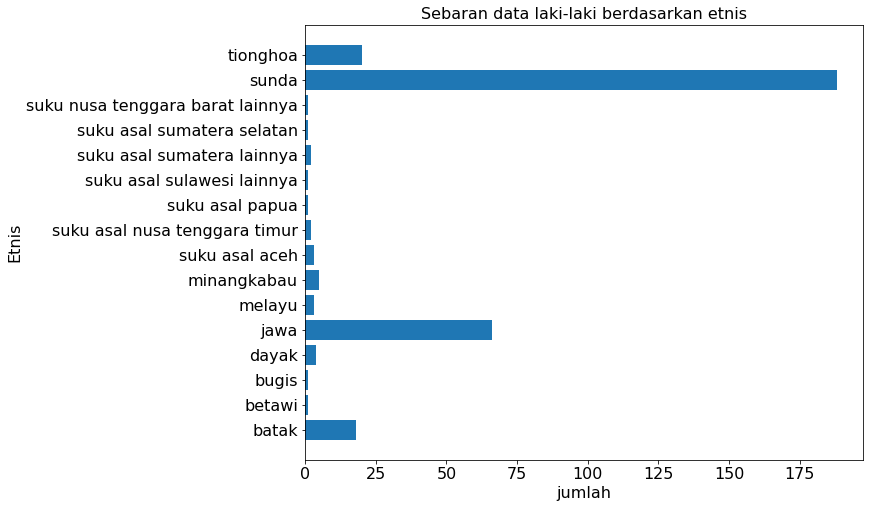 Sebaran data laki-laki berdasarkan etnis
tionghoa
sunda
suku nusa tenggara barat lainnya
suku asal sumatera selatan
suku asal sumatera lainnya
suku asal sulawesi lainnya
suku asal papua
suku asal nusa tenggara timur
suku asal aceh
minangkabau
melayu
jawa
dayak
bugis
betawi
batak
Etnis
0 25 50 75 100 125 150 175
jumlah